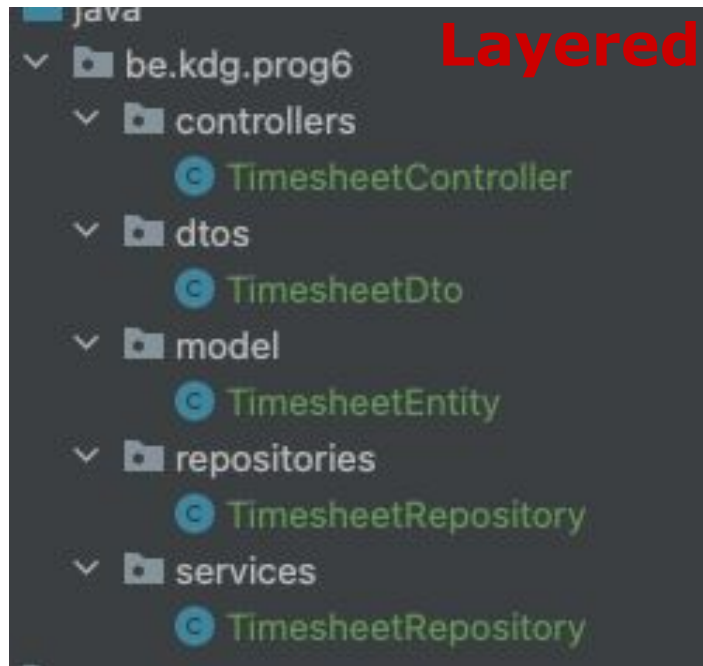 java
Layered
be.kdg.prog6
controllers
C TimesheetController
dtos
C TimesheetDto
model
C TimesheetEntity
repositories
C TimesheetRepository
services
C TimesheetRepository